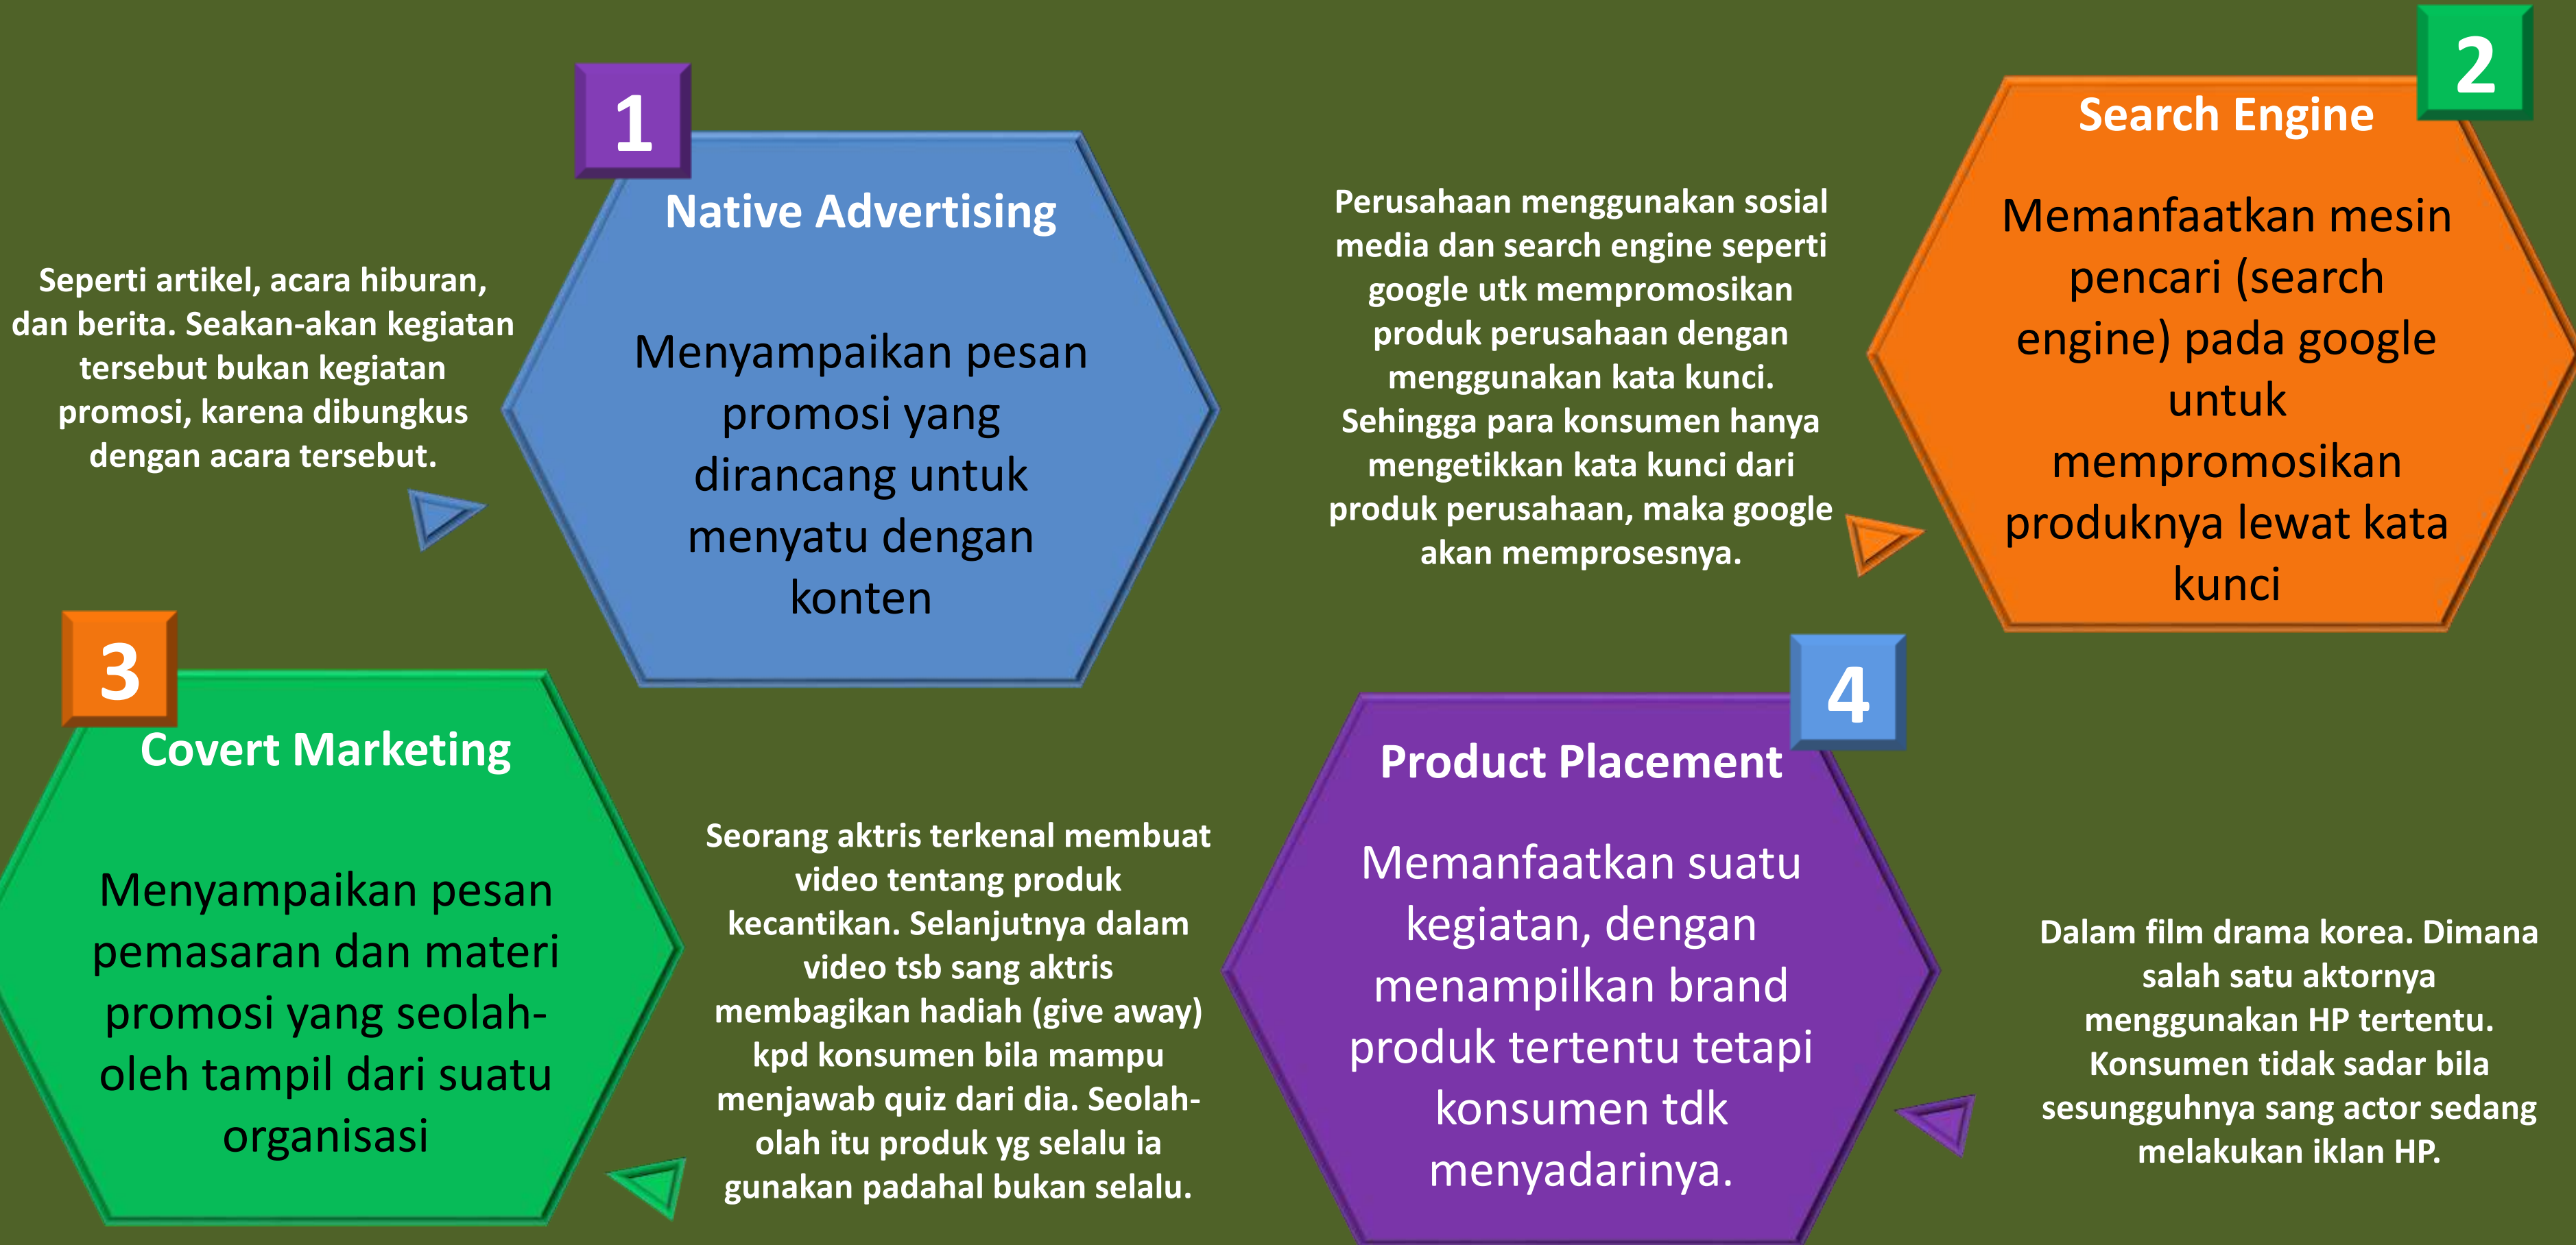 1
Native Advertising
Menyampaikan pesan
promosi yang
dirancang untuk
menyatu dengan
konten
Seperti artikel, acara hiburan,
dan berita. Seakan-akan kegiatan
tersebut bukan kegiatan
promosi, karena dibungkus
dengan acara tersebut.
2
Search Engine
Memanfaatkan mesin
pencari (search
engine) pada google
untuk
mempromosikan
produknya lewat kata
kunci
Perusahaan menggunakan sosial
media dan search engine seperti
google utk mempromosikan
produk perusahaan dengan
menggunakan kata kunci.
Sehingga para konsumen hanya
mengetikkan kata kunci dari
produk perusahaan, maka google
akan memprosesnya.
3
Covert Marketing
Menyampaikan pesan
pemasaran dan materi
promosi yang seolah-
oleh tampil dari suatu
organisasi
Seorang aktris terkenal membuat
video tentang produk
kecantikan. Selanjutnya dalam
video tsb sang aktris
membagikan hadiah (give away)
kpd konsumen bila mampu
menjawab quiz dari dia. Seolah-
olah itu produk yg selalu ia
gunakan padahal bukan selalu.
4
Product Placement
Memanfaatkan suatu
kegiatan, dengan
menampilkan brand
produk tertentu tetapi
konsumen tdk
menyadarinya.
Dalam film drama korea. Dimana
salah satu aktornya
menggunakan HP tertentu.
Konsumen tidak sadar bila
sesungguhnya sang actor sedang
melakukan iklan HP.